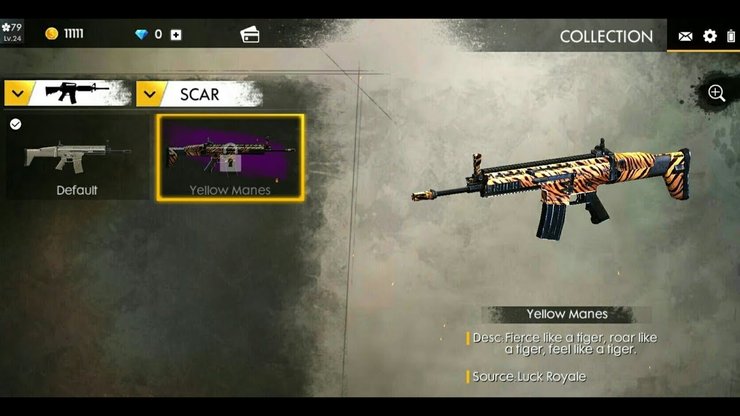 79
Lv.24
11111
0
COLLECTION
SCAR
Default
Yellow Manes
Yellow Manes
Desc:Fierce like a tiger, roar like
a tiger, feel like a tiger.
Source:Luck Royale